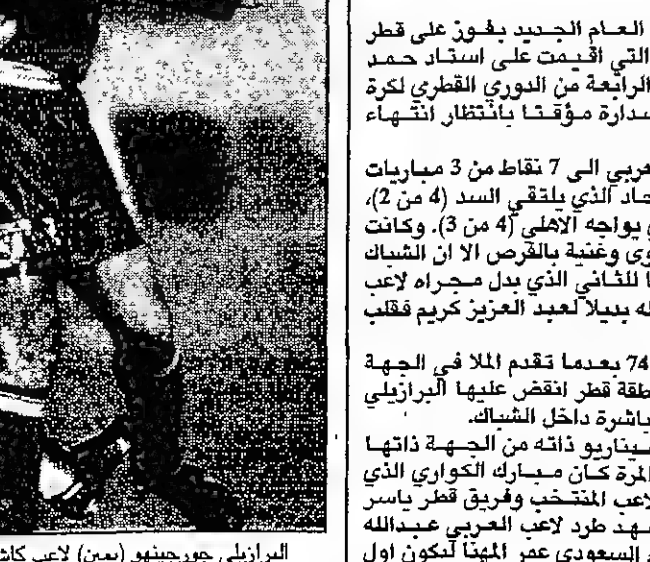 العام الجديد بفوز على قطر
التي اقيمت على استاد حمد
الرابعة من الدوري القطري لكرة
صدارة مؤقتا بانتظار انتهاء
عربي الى 7 نقاط من 3 مباريات
حاد الذي يلتقي السد (4 من 2)،
يواجه الاهلي (4 من 3). وكانت
وى وغنية بالفرص الا ان الشباك
للثاني الذي بدل مجراه لاعب
له بديلا لعبد العزيز كريم فقلب
74 بعدما تقدم الملا في الجهة
طقة قطر انقض عليها البرازيلي
باشرة داخل الشباك.
سيناريو ذاته من الجهة ذاتها
المرة كان مبارك الكواري الذي
لاعب المنتخب وفريق قطر ياسر
شهد طرد لاعب العربي عبدالله
السعودي عمر المهنا ليكون اول
البرازيلي جورجينهو (يمين) لاعب كاش